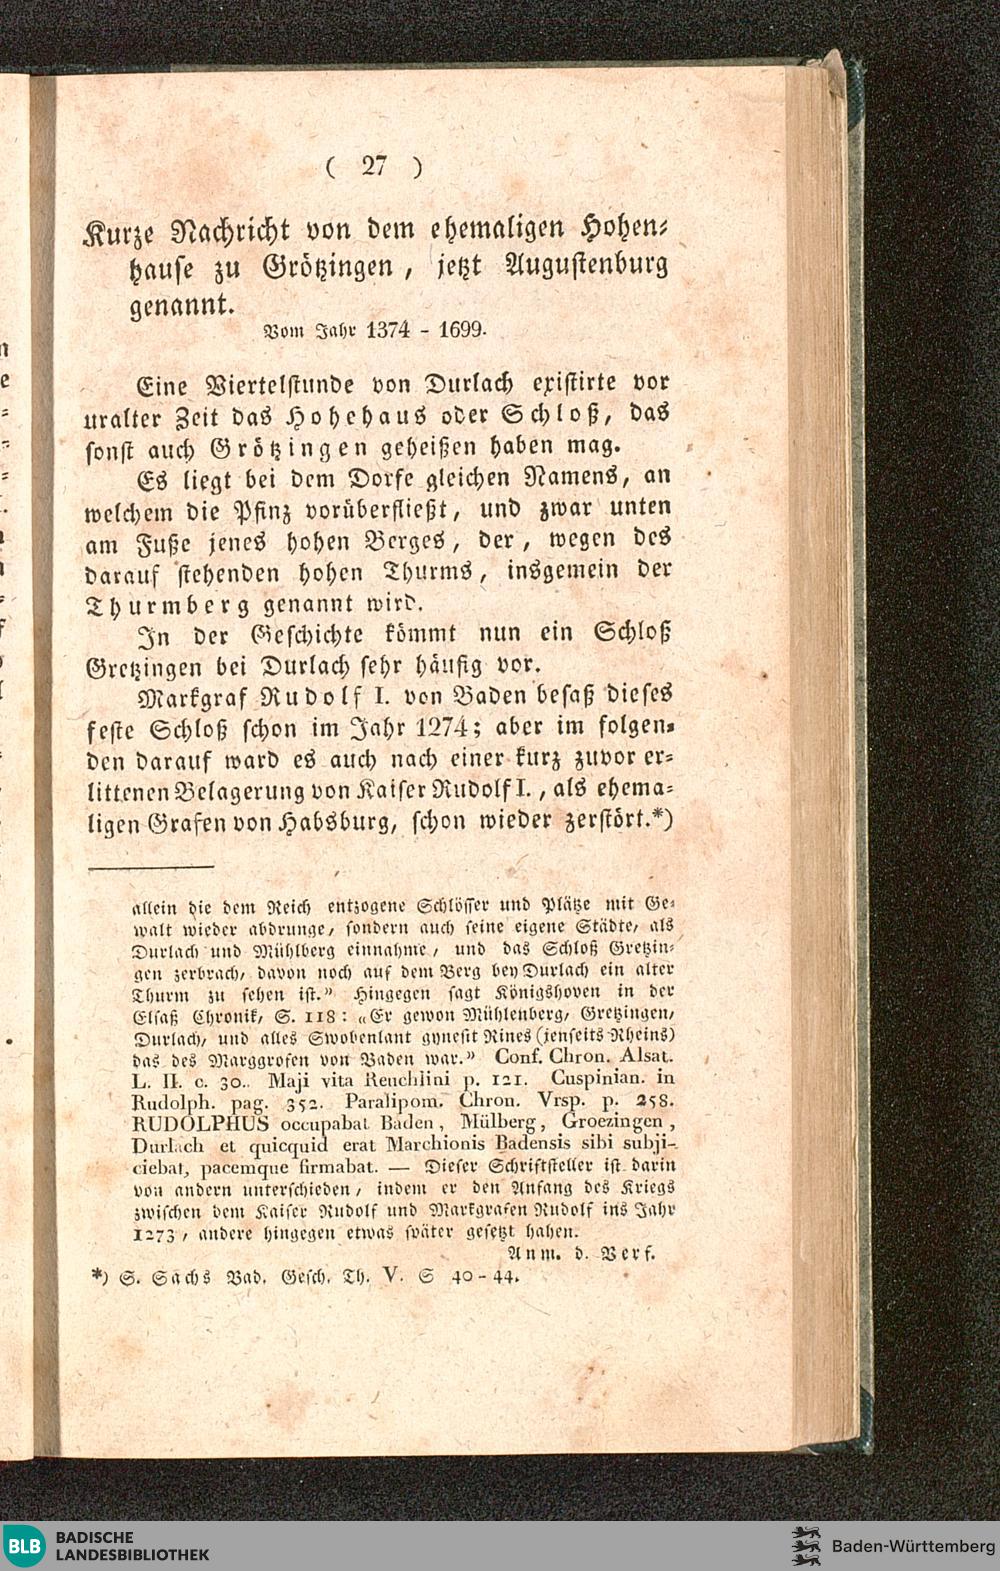 ( 27 )
Kurze Nachricht von dem ehemaligen Hohen-
hause zu Grötzingen, jetzt Augustenburg
genannt.
Vom Jahr 1374 - 1699.
Eine Viertelstunde von Durlach existirte vor
uralter Zeit das Hohehaus oder Schloß, das
sonst auch Grötzingen geheißen haben mag.
Es liegt bei dem Dorfe gleichen Namens, an
welchem die Pfinz vorüberfließt, und zwar unten
am Fuße jenes hohen Berges, der, wegen des
darauf stehenden hohen Thurms, insgemein der
Thurmberg genannt wird.
In der Geschichte kömmt nun ein Schloß
Gretzingen bei Durlach sehr häufig vor.
Markgraf Rudolf I. von Baden besaß dieses
feste Schloß schon im Jahr 1274; aber im folgen-
den darauf ward es auch nach einer kurz zuvor er-
littenen Belagerung von Kaiser Rudolf I., als ehema-
ligen Grafen von Habsburg, schon wieder zerstört.*)
allein die dem Reich entzogene Schlösser und Plätze mit Ge-
walt wieder abdrunge, sondern auch seine eigene Städte, als
Durlach und Mühlberg einnahme, und das Schloß Gretzin-
gen zerbrach, davon noch auf dem Berg bey Durlach ein alter
Thurm zu sehen ist.» Hingegen sagt Königshoven in der
Elsaß Chronik, S. 118: «Er gewon Mühlenberg, Gretzingen,
Durlach, und alles Swobenlant gynesit Rines (jenseits Rheins)
das des Marggrofen von Baden war.» Conf. Chron. Alsat.
L. II. c. 30. Maji vita Reuchlini p. 121. Cuspinian. in
Rudolph. pag. 352. Paralipom. Chron. Vrsp. p. 258.
RUDOLPHUS occupabat Baden, Mülberg, Groezingen,
Durlach et quicquid erat Marchionis Badensis sibi subji-
ciebat, pacemque firmabat. — Dieser Schriftsteller ist darin
von andern unterschieden, indem er den Anfang des Kriegs
zwischen dem Kaiser Rudolf und Markgrafen Rudolf ins Jahr
1273, andere hingegen etwas später gesetzt haben.
Anm. d. Verf.
*) S. Sachs Bad. Gesch. Th. V. S 40-44.
BLB BADISCHE
LANDESBIBLIOTHEK
Baden-Württemberg